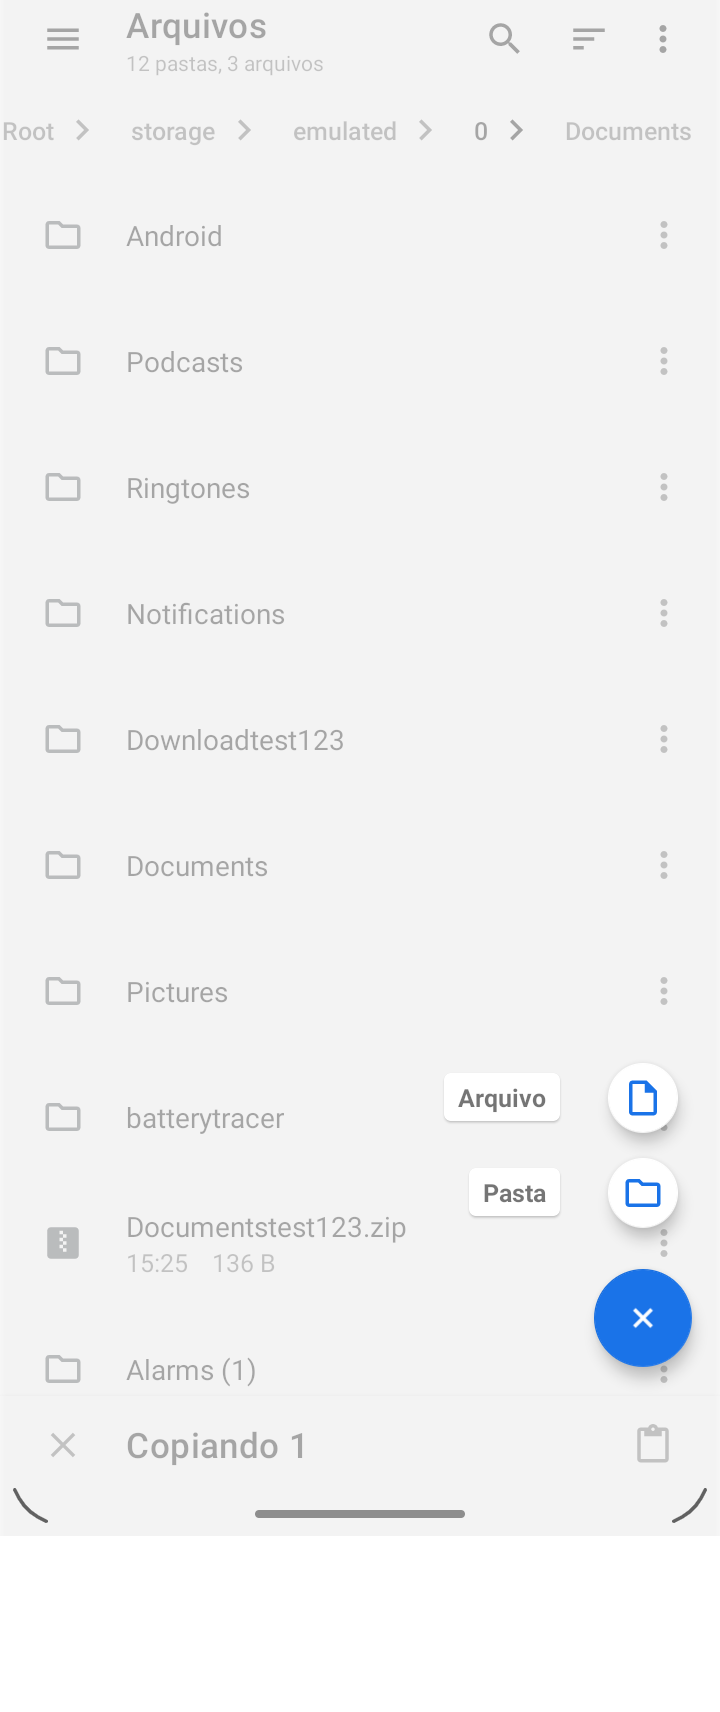 Arquivos
12 pastas, 3 arquivos
Root storage emulated 0 Documents
Android
Podcasts
Ringtones
Notifications
Downloadtest123
Documents
Pictures
Arquivo
batterytracer
Pasta
Documentstest123.zip
15:25 136 B
Alarms (1)
Copiando 1